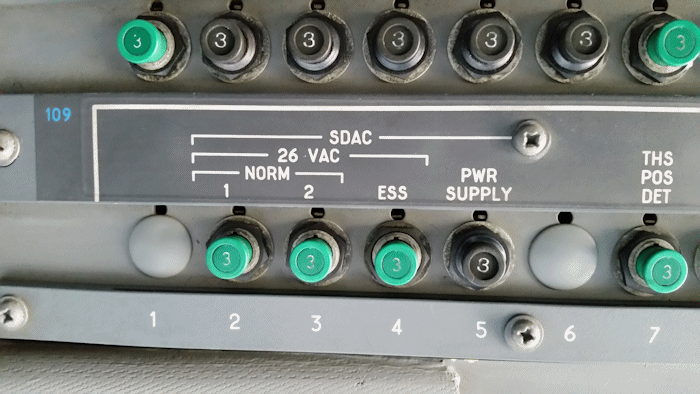 3 3 3 3 3 3 3
109
SDAC
26 VAC
NORM
1 2 ESS PWR SUPPLY THS POS DET
3 3 3 3 3
1 2 3 4 5 6 7